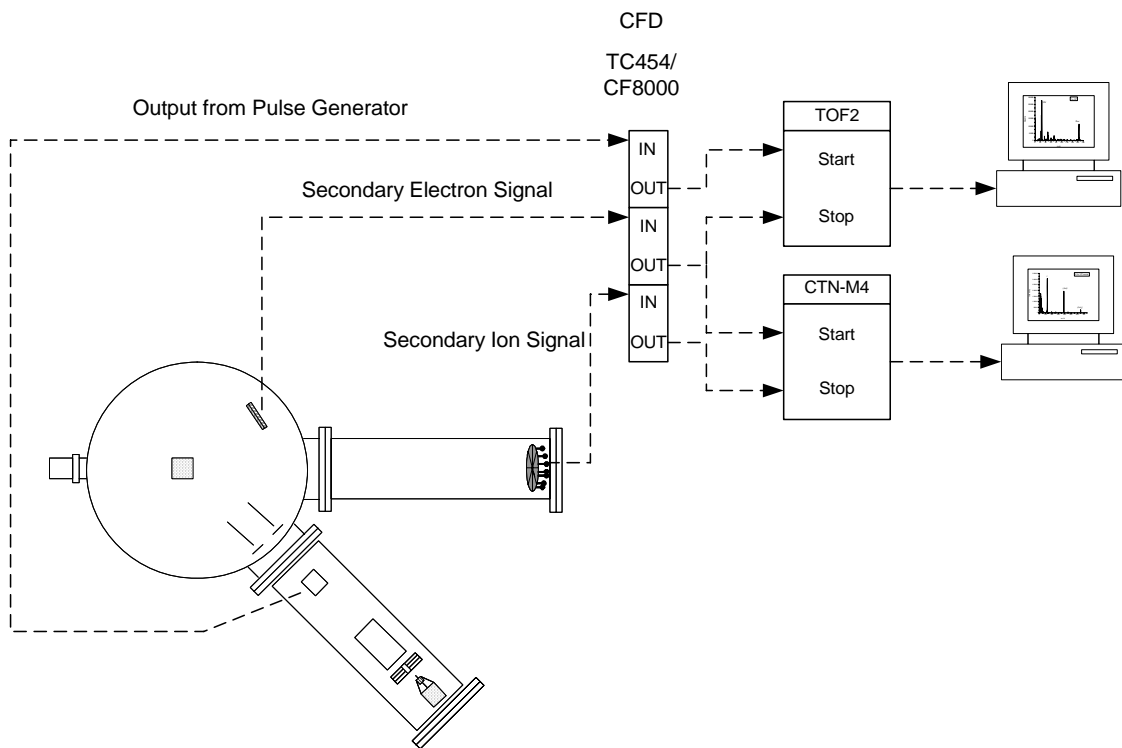 CFD
TC454/
CF8000
Output from Pulse Generator
IN
OUT
Secondary Electron Signal
IN
OUT
Secondary Ion Signal
IN
OUT
TOF2
Start
Stop
CTN-M4
Start
Stop